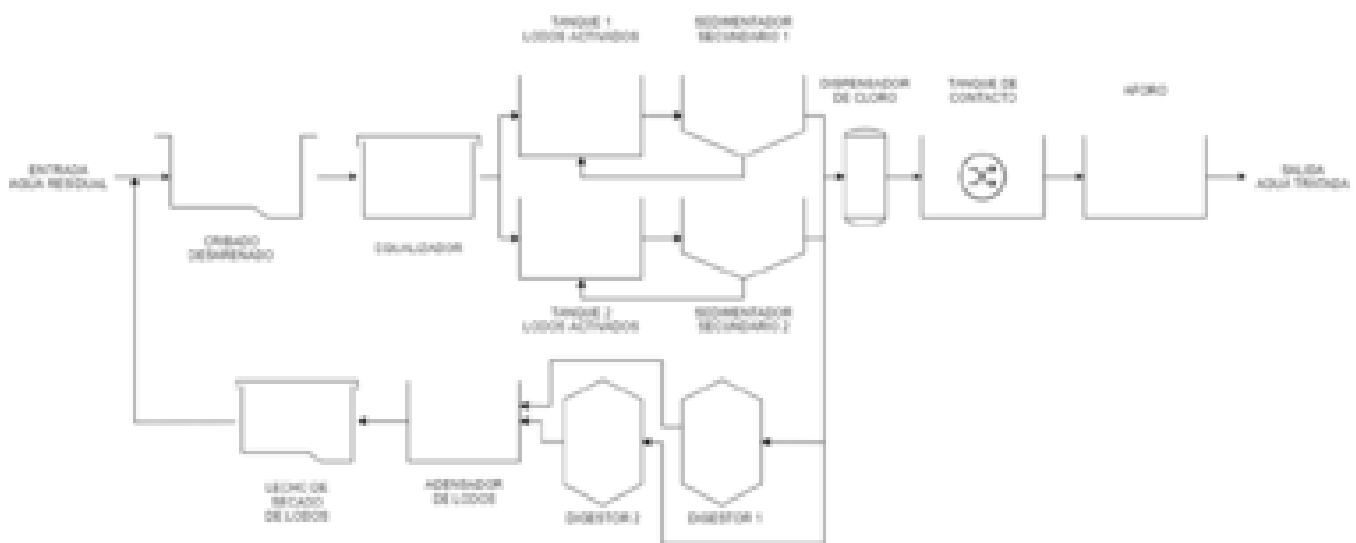 TANQUE 1
LODOS ACTIVADOS
SEDIMENTADOR
SECUNDARIO 1
DISPENSADOR
DE CLORO
TANQUE DE
CONTACTO
AFORO
ENTRADA
AGUA RESIDUAL
SALIDA
AGUA TRATADA
CRIBADO
DESARENADO
EQUALIZADOR
TANQUE 2
LODOS ACTIVADOS
SEDIMENTADOR
SECUNDARIO 2
LECHO DE
SECADO
DE LODOS
ADENSADOR
DE LODOS
DIGESTOR 2
DIGESTOR 1